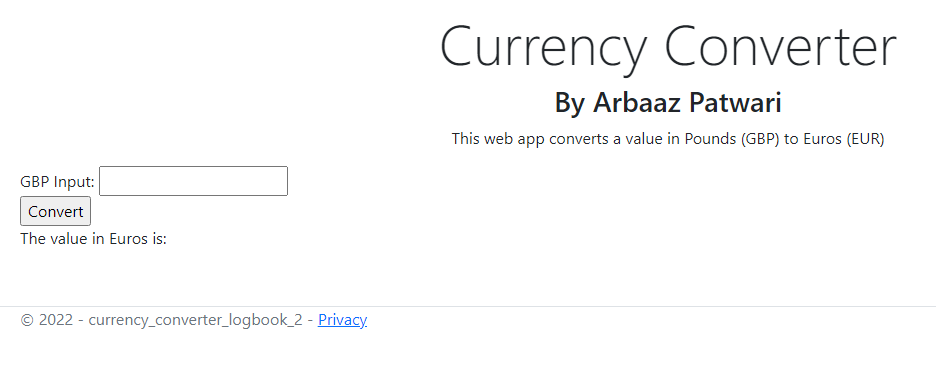 Currency Converter
By Arbaaz Patwari
This web app converts a value in Pounds (GBP) to Euros (EUR)
GBP Input:
Convert
The value in Euros is:
© 2022 - currency_converter_logbook_2 - Privacy